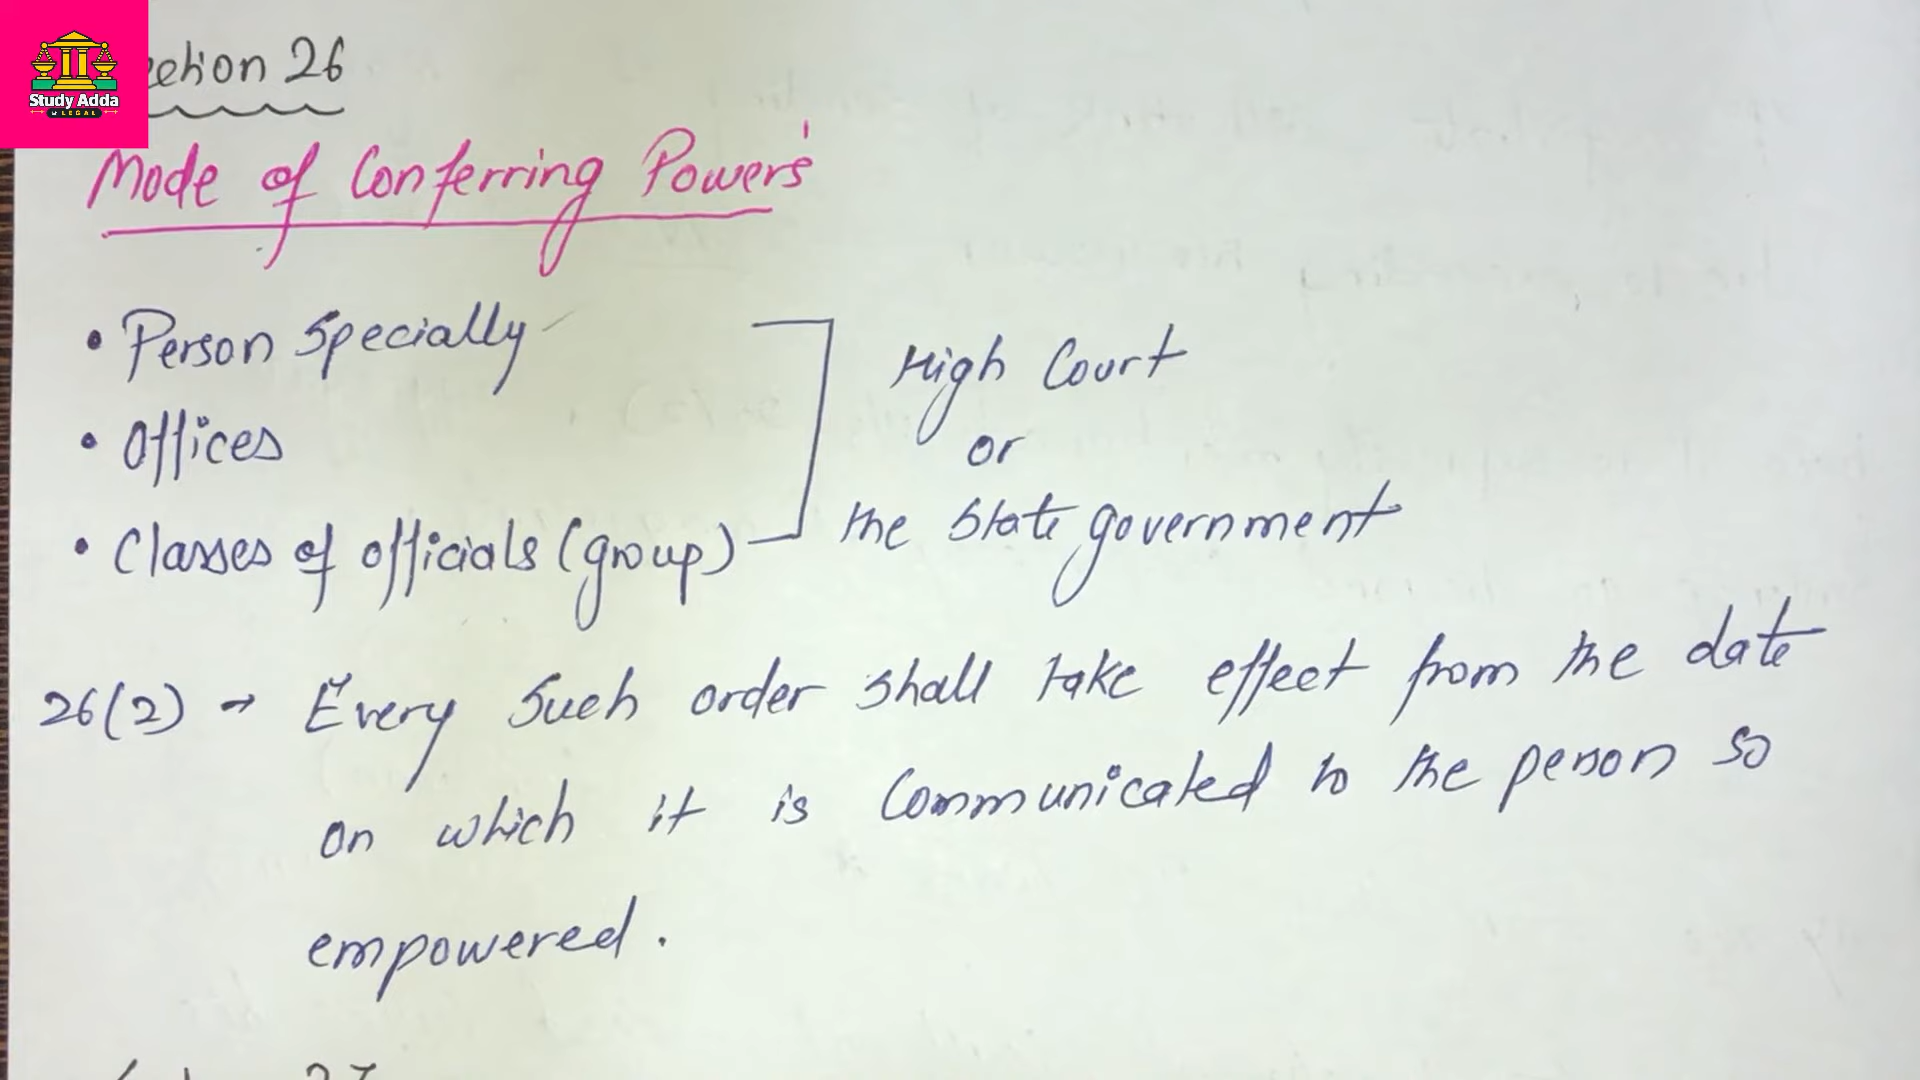 Study Adda
LEGAL
ection 26
Mode of Conferring Power's
• Person Specially
• Offices
• Classes of officials (group)
High Court
or
the State government
26(2) → Every Such order shall take effect from the date
on which it is Communicated to the person so
empowered.
27